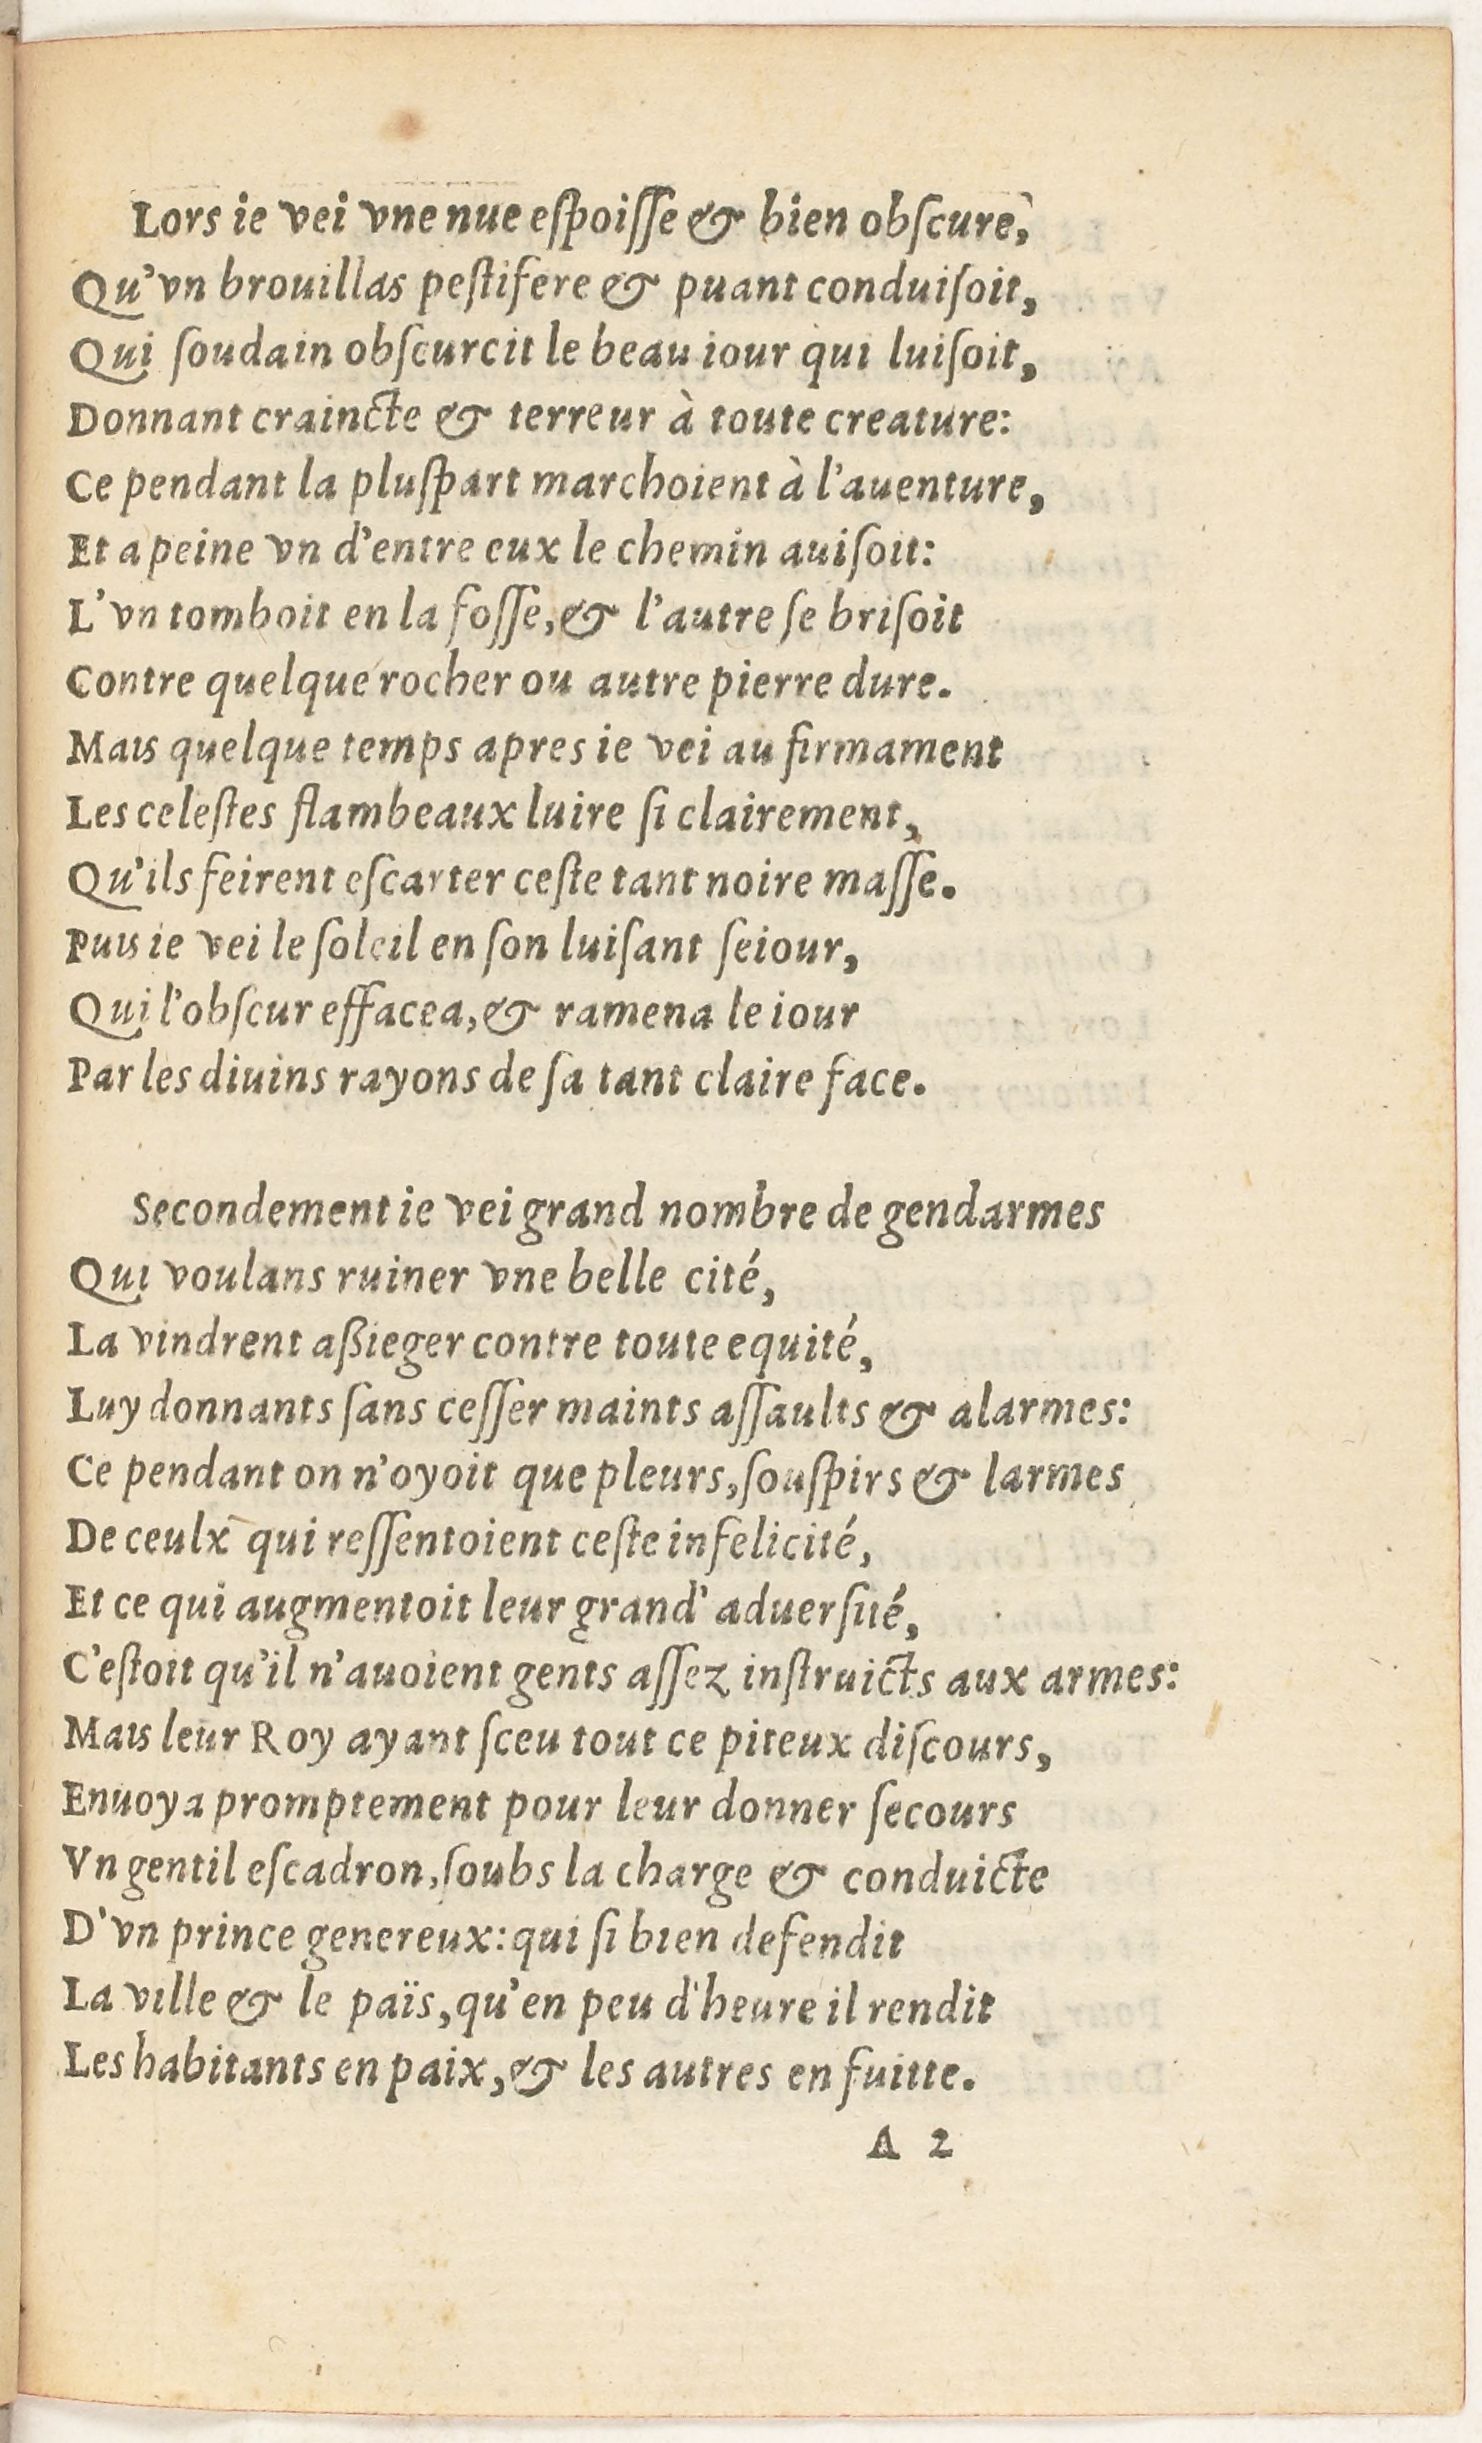 Lors ie vei vne nue eſpoiſſe & bien obſcure,
Qu'vn brouillas peſtifere & puant conduiſoit,
Qui ſoudain obſcurcit le beau iour qui luiſoit,
Donnant craincte & terreur à toute creature:
Ce pendant la pluſpart marchoient à l'auenture,
Et a peine vn d'entre eux le chemin auiſoit:
L'vn tomboit en la foſſe, & l'autre ſe briſoit
Contre quelque rocher ou autre pierre dure.
Mais quelque temps apres ie vei au firmament
Les celeſtes flambeaux luire ſi clairement,
Qu'ils feirent eſcarter ceſte tant noire maſſe.
Puis ie vei le ſoleil en ſon luiſant ſeiour,
Qui l'obſcur effacea, & ramena le iour
Par les diuins rayons de ſa tant claire face.
Secondement ie vei grand nombre de gendarmes
Qui voulans ruiner vne belle cité,
La vindrent aßieger contre toute equité,
Luy donnants ſans ceſſer maints aſſaults & alarmes:
Ce pendant on n'oyoit que pleurs, ſouſpirs & larmes
De ceulx qui reſſentoient ceſte infelicité,
Et ce qui augmentoit leur grand' aduerſité,
C'eſtoit qu'il n'auoient gents aſſez inſtruicts aux armes:
Mais leur Roy ayant ſceu tout ce piteux diſcours,
Enuoya promptement pour leur donner ſecours
Vn gentil eſcadron, ſoubs la charge & conduicte
D'vn prince genereux: qui ſi bien defendit
La ville & le païs, qu'en peu d'heure il rendit
Les habitants en paix, & les autres en fuitte.
A 2